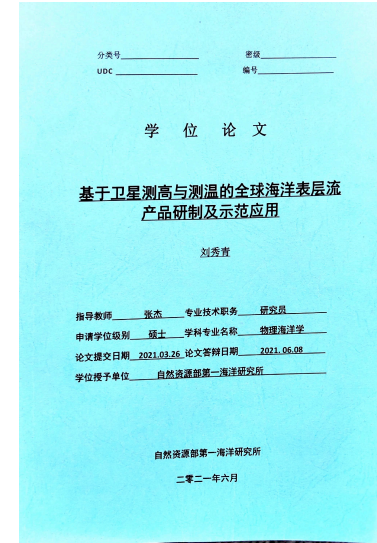 分类号 密级
UDC 编号
学 位 论 文
基于卫星测高与测温的全球海洋表层流
产品研制及示范应用
刘秀青
指导教师 张杰 专业技术职务 研究员
申请学位级别 硕士 学科专业名称 物理海洋学
论文提交日期 2021.03.26 论文答辩日期 2021.06.08
学位授予单位 自然资源部第一海洋研究所
自然资源部第一海洋研究所
二零二一年六月